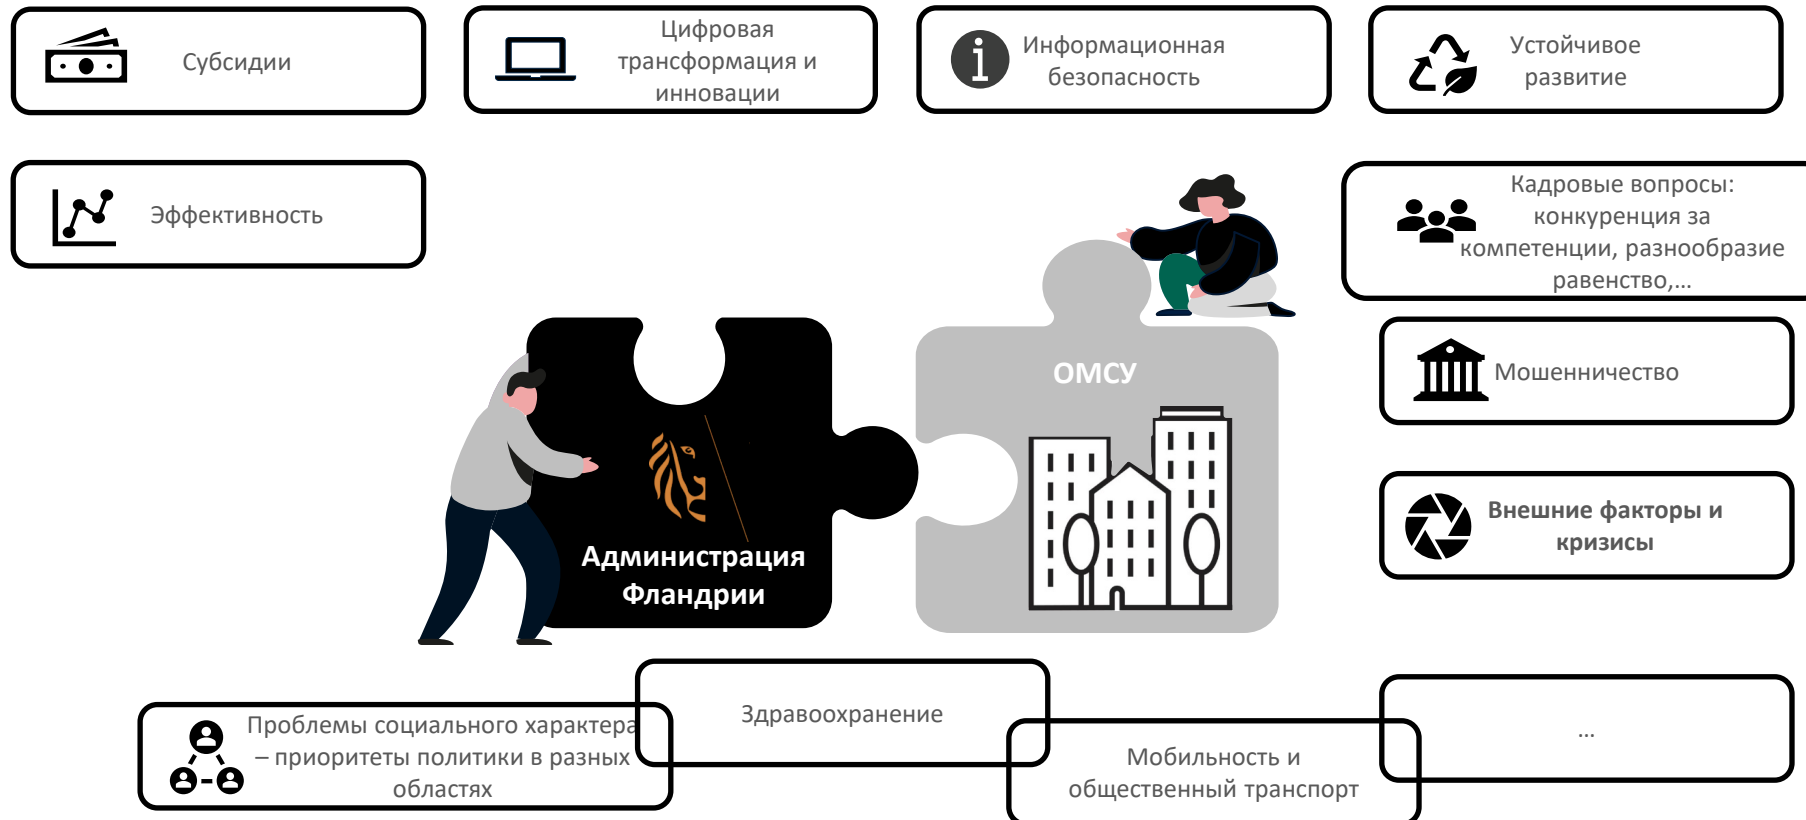 Субсидии
Цифровая
трансформация и
инновации
Информационная
безопасность
Устойчивое
развитие
Эффективность
Кадровые вопросы:
конкуренция за
компетенции, разнообразие
равенство,...
ОМСУ
Мошенничество
Администрация
Фландрии
Внешние факторы и
кризисы
Проблемы социального характера
– приоритеты политики в разных
областях
Здравоохранение
Мобильность и
общественный транспорт
...